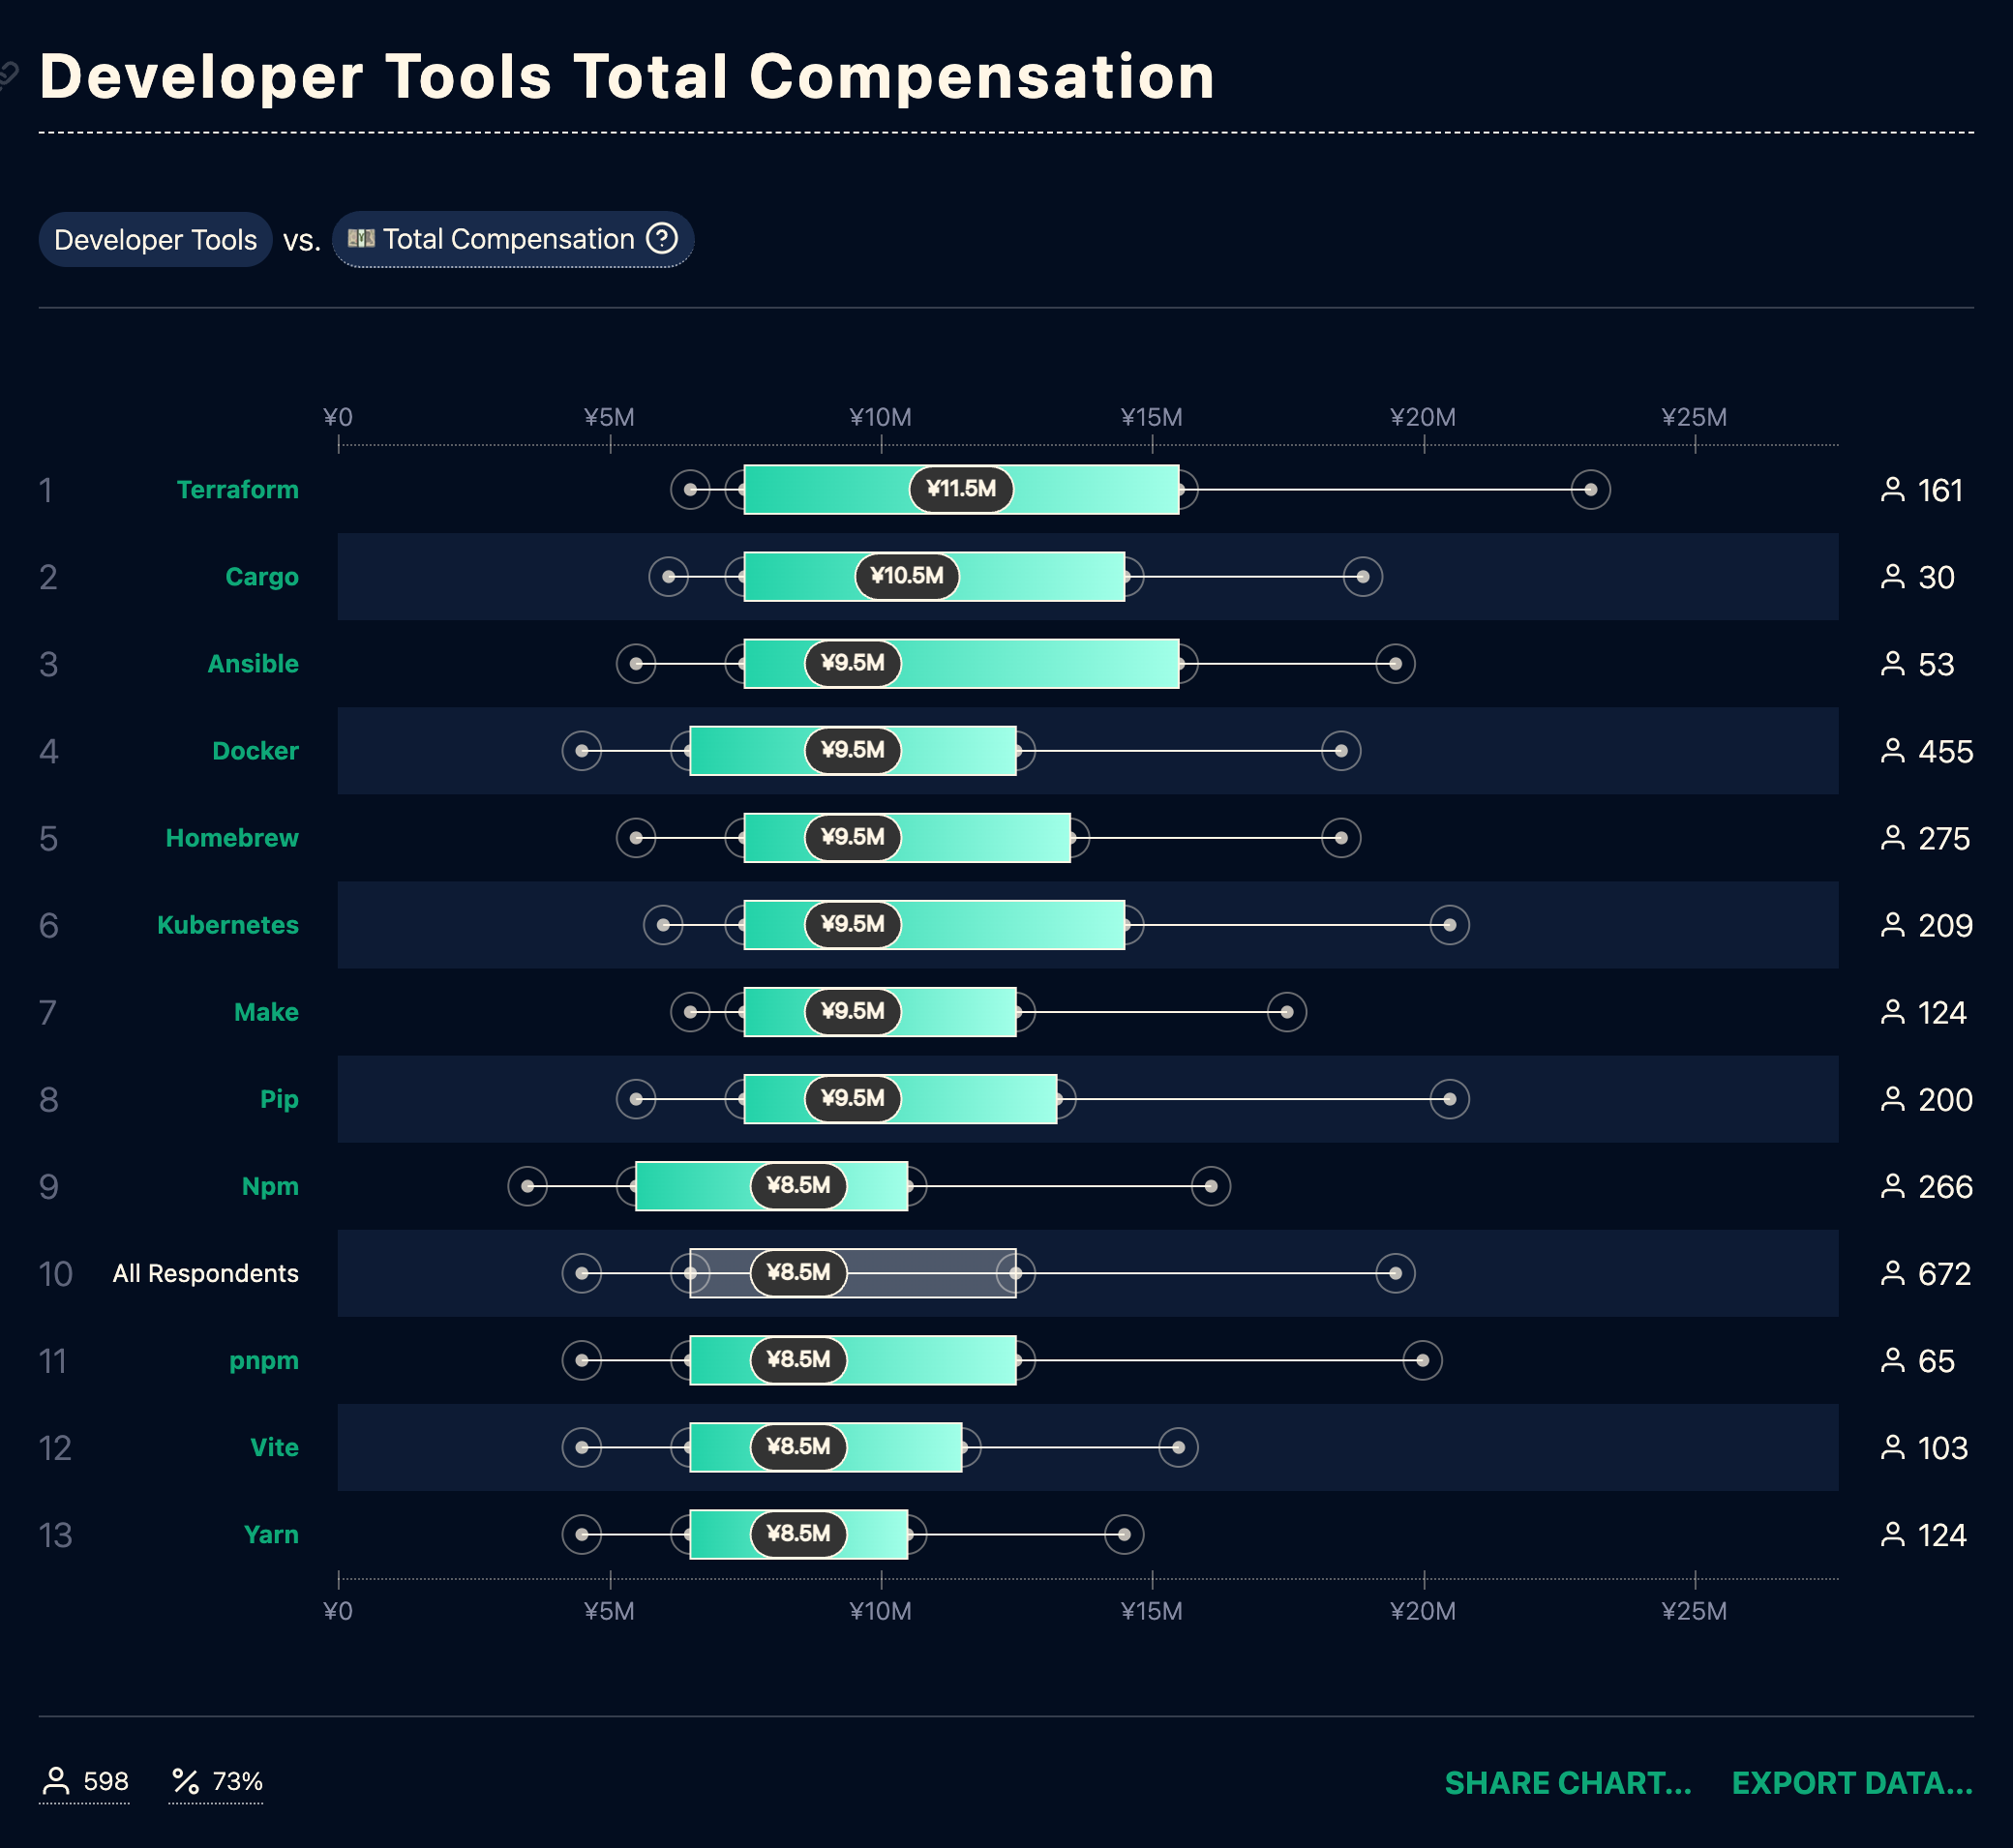 Developer Tools Total Compensation
Developer Tools vs. Total Compensation ?
¥0 ¥5M ¥10M ¥15M ¥20M ¥25M
1 Terraform ¥11.5M 161
2 Cargo ¥10.5M 30
3 Ansible ¥9.5M 53
4 Docker ¥9.5M 455
5 Homebrew ¥9.5M 275
6 Kubernetes ¥9.5M 209
7 Make ¥9.5M 124
8 Pip ¥9.5M 200
9 Npm ¥8.5M 266
10 All Respondents ¥8.5M 672
11 pnpm ¥8.5M 65
12 Vite ¥8.5M 103
13 Yarn ¥8.5M 124
¥0 ¥5M ¥10M ¥15M ¥20M ¥25M
598 % 73% SHARE CHART... EXPORT DATA...